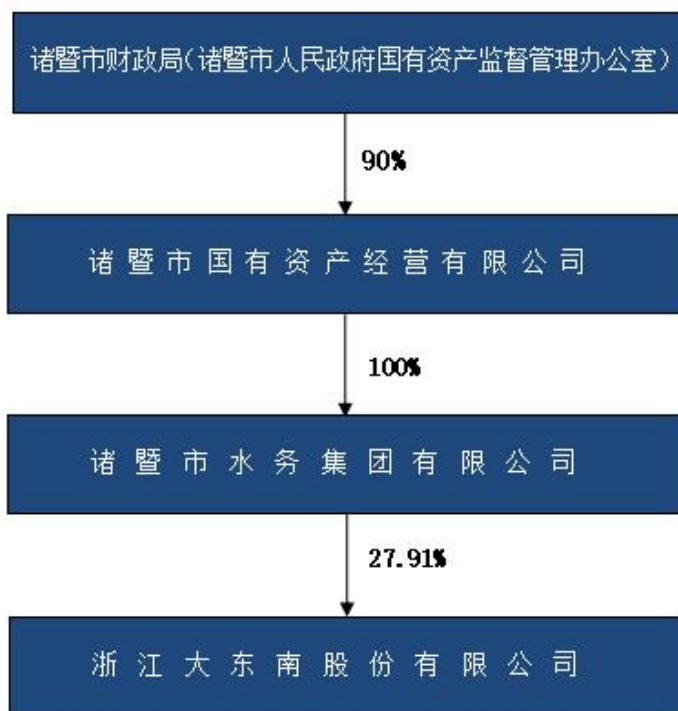 诸暨市财政局(诸暨市人民政府国有资产监督管理办公室)
90%
诸暨市国有资产经营有限公司
100%
诸暨市水务集团有限公司
27.91%
浙江大东南股份有限公司